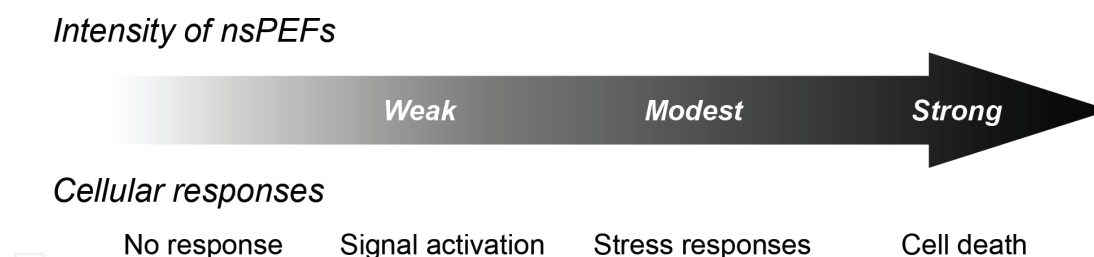 Intensity of nsPEFs
Weak Modest Strong
Cellular responses
No response Signal activation Stress responses Cell death